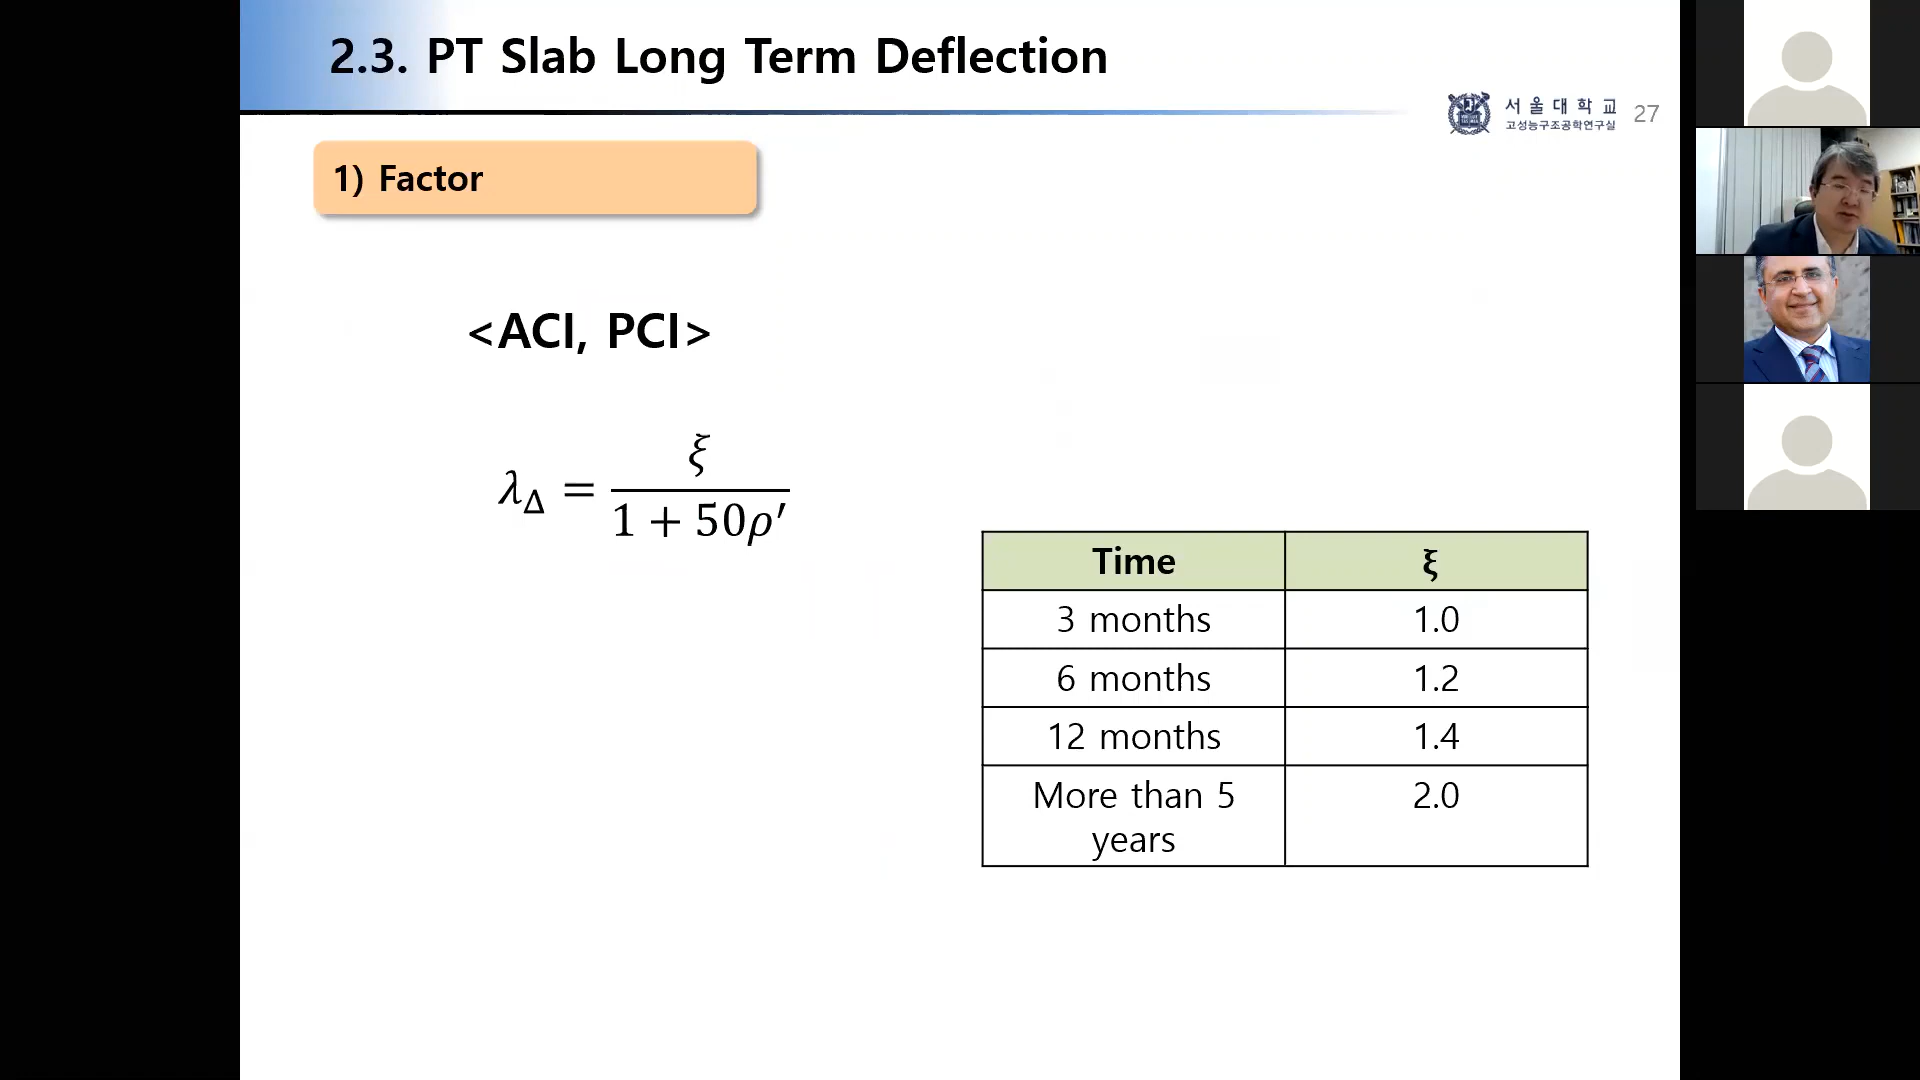 2.3. PT Slab Long Term Deflection
서울대학교
고성능구조공학연구실
27
1) Factor
<ACI, PCI>
λ_Δ = ξ / (1 + 50ρ′)
Time ξ
3 months 1.0
6 months 1.2
12 months 1.4
More than 5 2.0
years